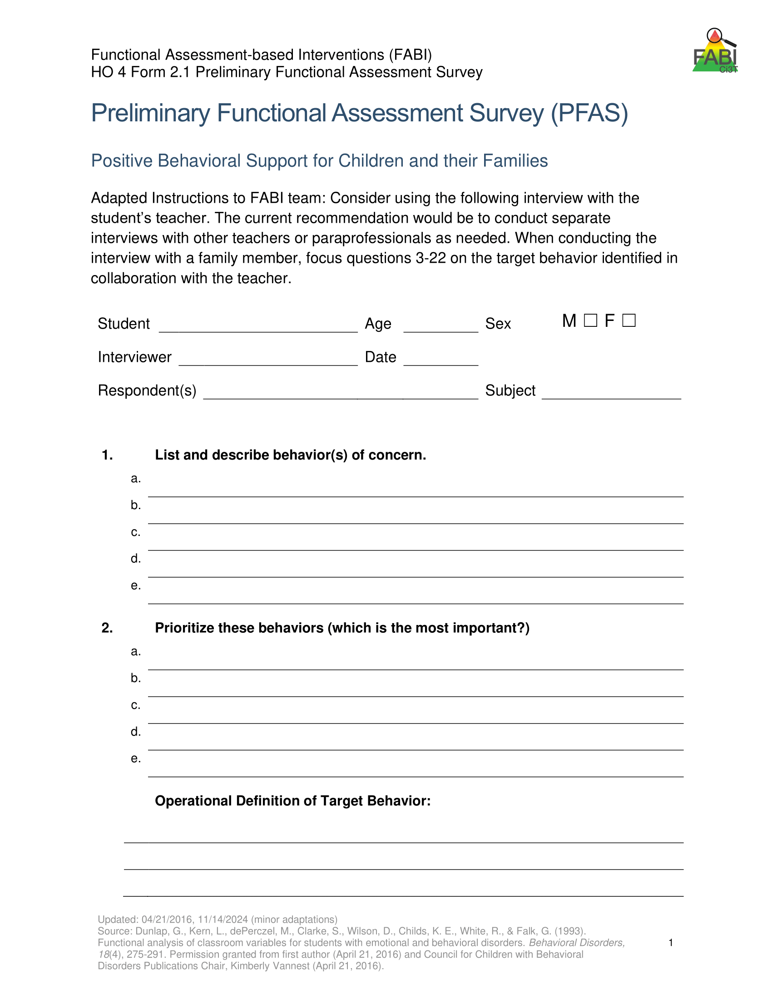 Functional Assessment-based Interventions (FABI)
HO 4 Form 2.1 Preliminary Functional Assessment Survey
FABI
Ci3T
Preliminary Functional Assessment Survey (PFAS)
Positive Behavioral Support for Children and their Families
Adapted Instructions to FABI team: Consider using the following interview with the
student’s teacher. The current recommendation would be to conduct separate
interviews with other teachers or paraprofessionals as needed. When conducting the
interview with a family member, focus questions 3-22 on the target behavior identified in
collaboration with the teacher.
Student Age Sex M ☐ F ☐
Interviewer Date
Respondent(s) Subject
1. List and describe behavior(s) of concern.
a.
b.
c.
d.
e.
2. Prioritize these behaviors (which is the most important?)
a.
b.
c.
d.
e.
Operational Definition of Target Behavior:
Updated: 04/21/2016, 11/14/2024 (minor adaptations)
Source: Dunlap, G., Kern, L., dePerczel, M., Clarke, S., Wilson, D., Childs, K. E., White, R., & Falk, G. (1993).
Functional analysis of classroom variables for students with emotional and behavioral disorders. Behavioral Disorders,
18(4), 275-291. Permission granted from first author (April 21, 2016) and Council for Children with Behavioral
Disorders Publications Chair, Kimberly Vannest (April 21, 2016).
1